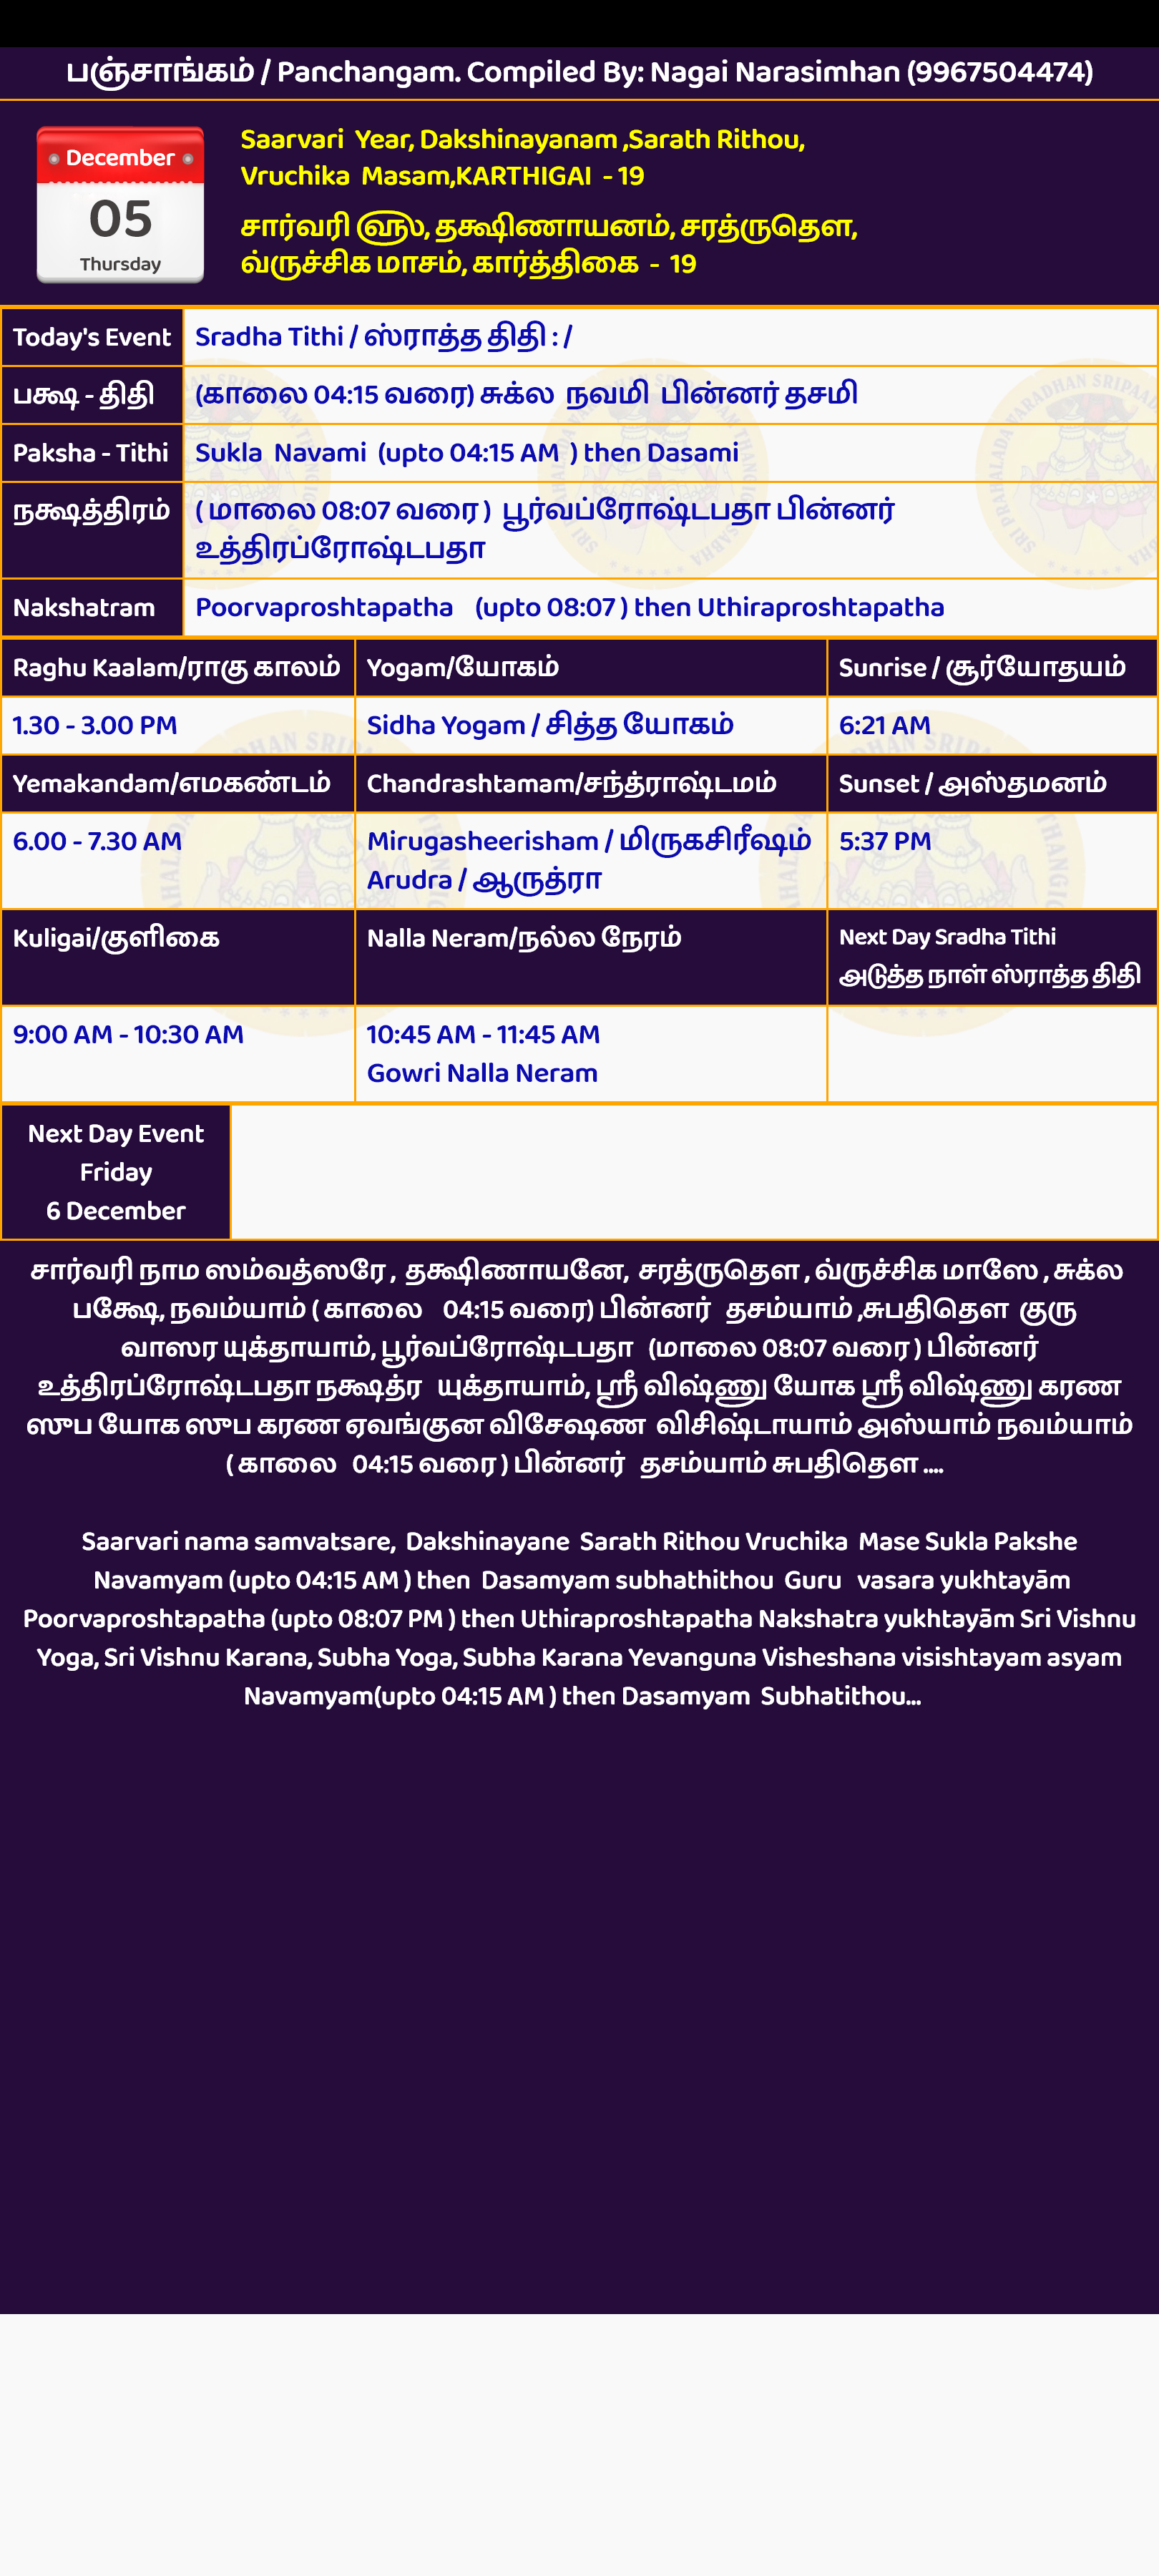 பஞ்சாங்கம் / Panchangam. Compiled By: Nagai Narasimhan (9967504474)
December
05
Thursday
Saarvari Year, Dakshinayanam ,Sarath Rithou,
Vruchika Masam,KARTHIGAI - 19
சார்வரி ௵, தக்ஷிணாயனம், சரத்ருதௌ,
வ்ருச்சிக மாசம், கார்த்திகை - 19
Today's Event Sradha Tithi / ஸ்ராத்த திதி : /
பக்ஷ - திதி (காலை 04:15 வரை) சுக்ல நவமி பின்னர் தசமி
Paksha - Tithi Sukla Navami (upto 04:15 AM ) then Dasami
நக்ஷத்திரம் ( மாலை 08:07 வரை ) பூர்வப்ரோஷ்டபதா பின்னர்
உத்திரப்ரோஷ்டபதா
Nakshatram Poorvaproshtapatha (upto 08:07 ) then Uthiraproshtapatha
Raghu Kaalam/ராகு காலம் Yogam/யோகம் Sunrise / சூர்யோதயம்
1.30 - 3.00 PM Sidha Yogam / சித்த யோகம் 6:21 AM
Yemakandam/எமகண்டம் Chandrashtamam/சந்த்ராஷ்டமம் Sunset / அஸ்தமனம்
6.00 - 7.30 AM Mirugasheerisham / மிருகசிரீஷம் 5:37 PM
Arudra / ஆருத்ரா
Kuligai/குளிகை Nalla Neram/நல்ல நேரம் Next Day Sradha Tithi
அடுத்த நாள் ஸ்ராத்த திதி
9:00 AM - 10:30 AM 10:45 AM - 11:45 AM
Gowri Nalla Neram
Next Day Event
Friday
6 December
சார்வரி நாம ஸம்வத்ஸரே , தக்ஷிணாயனே, சரத்ருதௌ , வ்ருச்சிக மாஸே , சுக்ல
பக்ஷே, நவம்யாம் ( காலை 04:15 வரை) பின்னர் தசம்யாம் ,சுபதிதௌ குரு
வாஸர யுக்தாயாம், பூர்வப்ரோஷ்டபதா (மாலை 08:07 வரை ) பின்னர்
உத்திரப்ரோஷ்டபதா நக்ஷத்ர யுக்தாயாம், ஸ்ரீ விஷ்ணு யோக ஸ்ரீ விஷ்ணு கரண
ஸுப யோக ஸுப கரண ஏவங்குன விசேஷண விசிஷ்டாயாம் அஸ்யாம் நவம்யாம்
( காலை 04:15 வரை ) பின்னர் தசம்யாம் சுபதிதௌ ....
Saarvari nama samvatsare, Dakshinayane Sarath Rithou Vruchika Mase Sukla Pakshe
Navamyam (upto 04:15 AM ) then Dasamyam subhathithou Guru vasara yukhtayām
Poorvaproshtapatha (upto 08:07 PM ) then Uthiraproshtapatha Nakshatra yukhtayām Sri Vishnu
Yoga, Sri Vishnu Karana, Subha Yoga, Subha Karana Yevanguna Visheshana visishtayam asyam
Navamyam(upto 04:15 AM ) then Dasamyam Subhatithou...